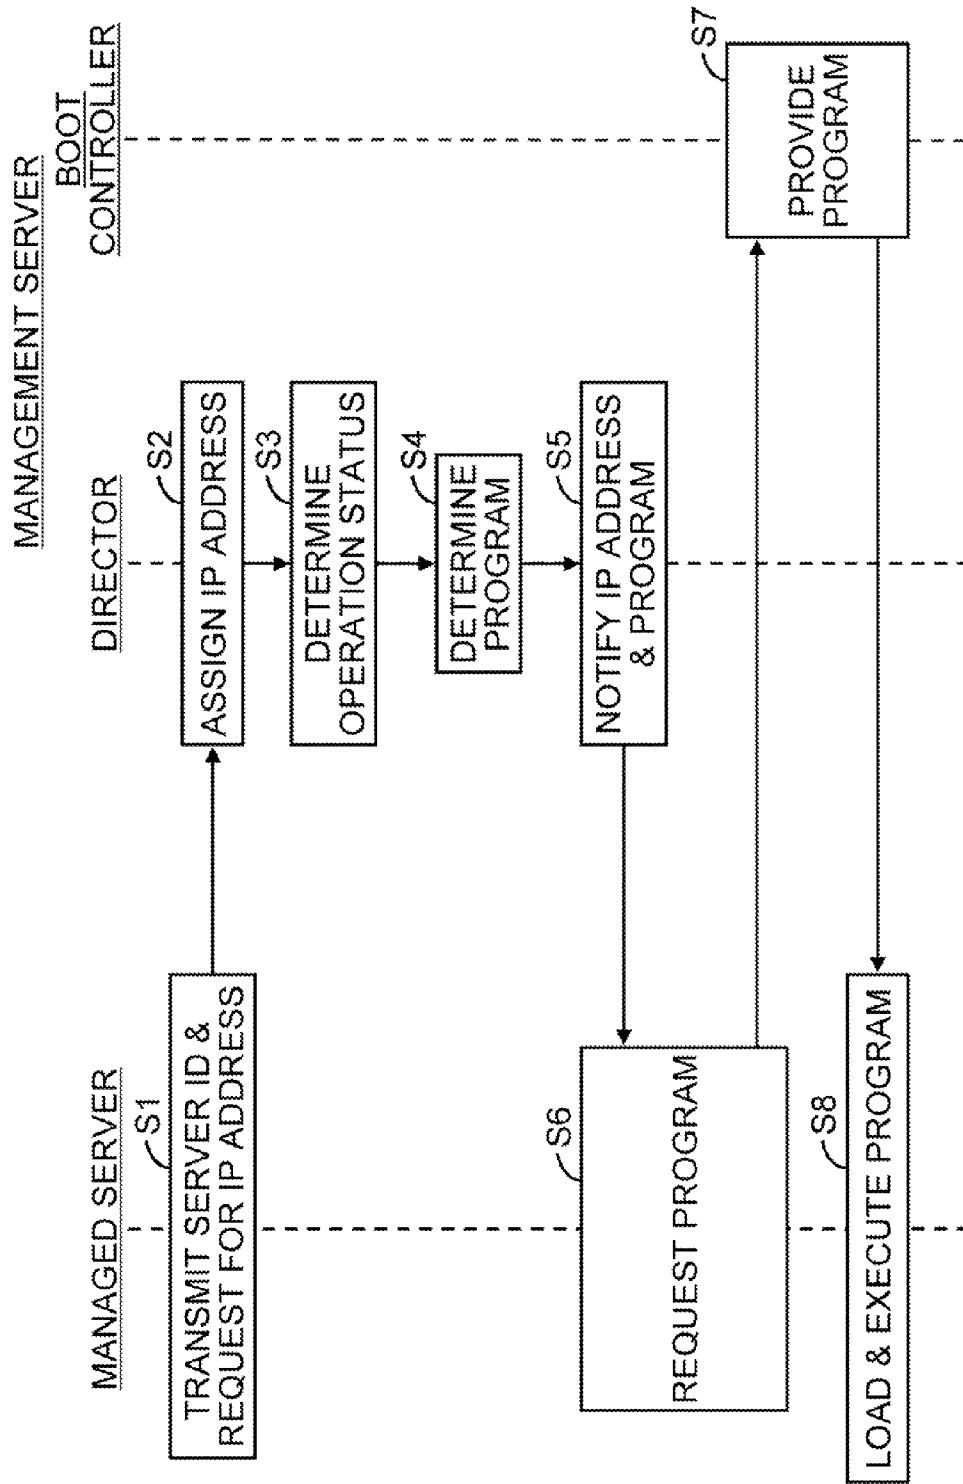 MANAGEMENT SERVER
MANAGED SERVER
DIRECTOR
BOOT
CONTROLLER
S1
TRANSMIT SERVER ID &
REQUEST FOR IP ADDRESS
S2
ASSIGN IP ADDRESS
S3
DETERMINE
OPERATION STATUS
S4
DETERMINE
PROGRAM
S5
NOTIFY IP ADDRESS
& PROGRAM
S6
REQUEST PROGRAM
S7
PROVIDE
PROGRAM
S8
LOAD & EXECUTE PROGRAM